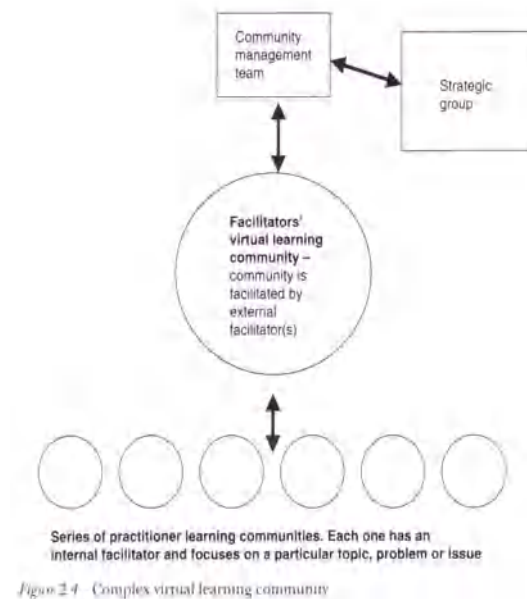 Community
management
team
Strategic
group
Facilitators'
virtual learning
community –
community is
facilitated by
external
facilitator(s)
Series of practitioner learning communities. Each one has an
internal facilitator and focuses on a particular topic, problem or issue
Figure 2.4 Complex virtual learning community